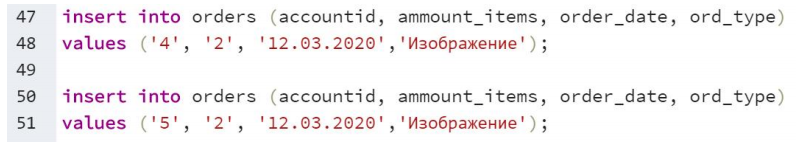 47 insert into orders (accountid, ammount_items, order_date, ord_type)
48 values ('4', '2', '12.03.2020','Изображение');
49
50 insert into orders (accountid, ammount_items, order_date, ord_type)
51 values ('5', '2', '12.03.2020','Изображение');